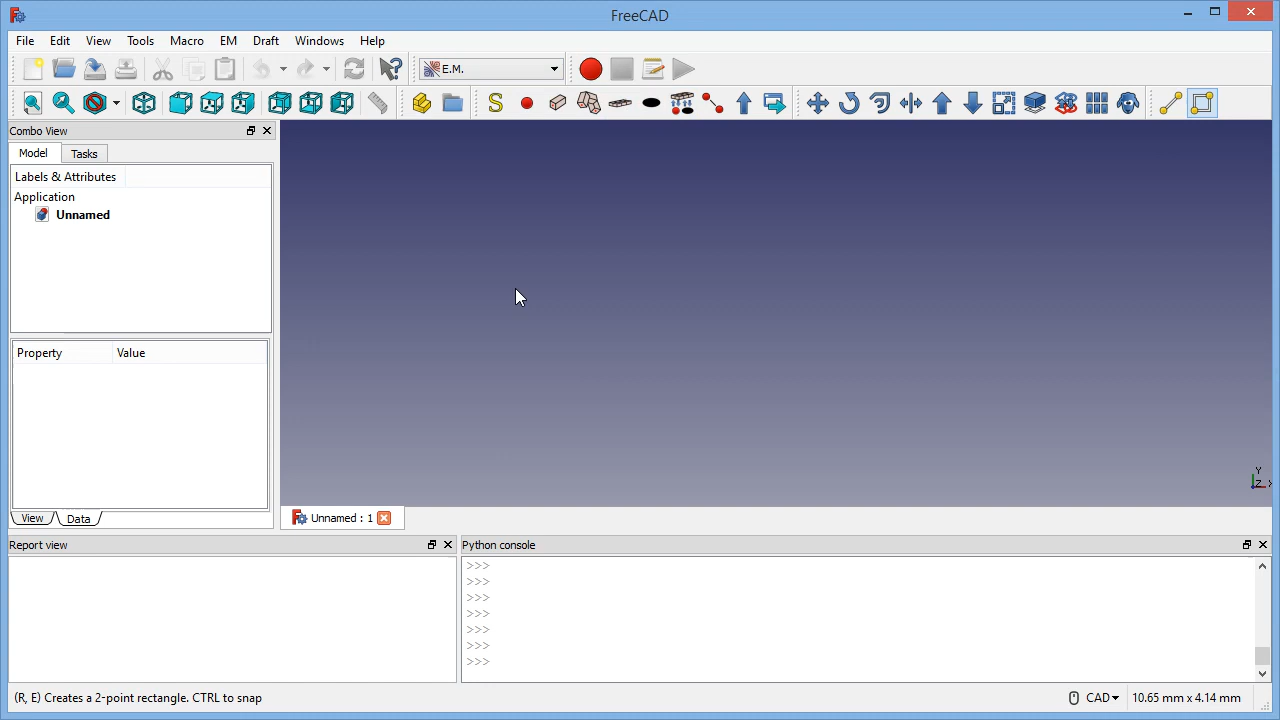 FreeCAD
File Edit View Tools Macro EM Draft Windows Help
E.M.
S
Combo View
Model Tasks
Labels & Attributes
Application
Unnamed
Property Value
View Data
Y
Z X
Unnamed : 1
Report view
Python console
>>>
>>>
>>>
>>>
>>>
>>>
>>>
(R, E) Creates a 2-point rectangle. CTRL to snap
CAD
10.65 mm x 4.14 mm